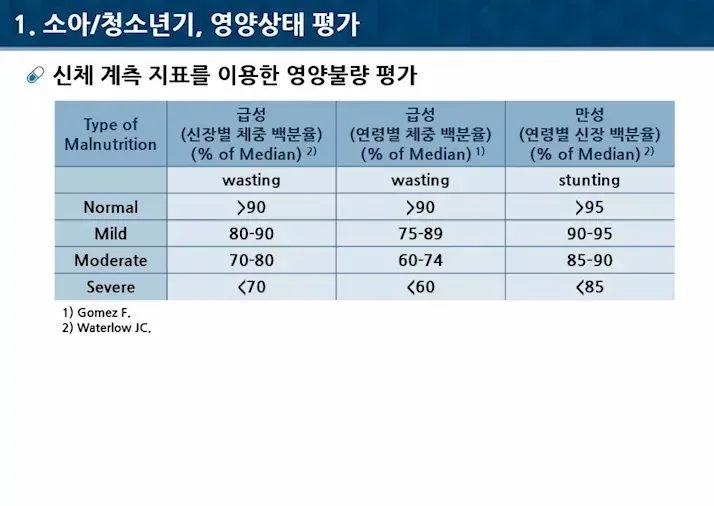 1. 소아/청소년기, 영양상태 평가
신체 계측 지표를 이용한 영양불량 평가
Type of Malnutrition 급성 (신장별 체중 백분율) (% of Median) 2) 급성 (연령별 체중 백분율) (% of Median) 1) 만성 (연령별 신장 백분율) (% of Median) 2)
wasting wasting stunting
Normal >90 >90 >95
Mild 80-90 75-89 90-95
Moderate 70-80 60-74 85-90
Severe <70 <60 <85
1) Gomez F.
2) Waterlow JC.